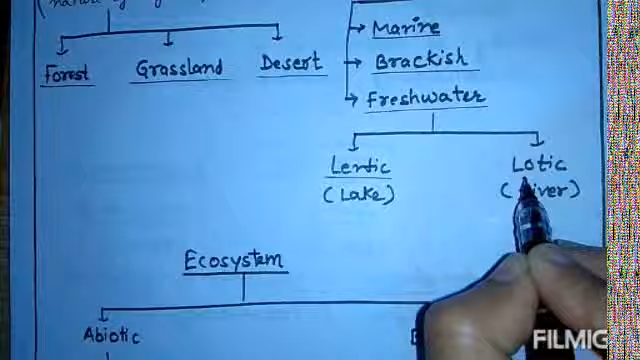 Marine
Brackish
Freshwater
Forest
Grassland
Desert
Lentic
(Lake)
Lotic
Ecosystem
Abiotic
FILMIG